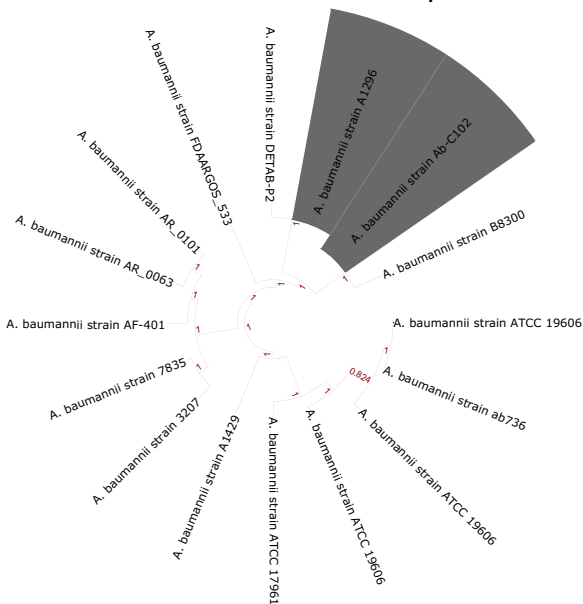 A. baumannii strain DETAB-P2
A. baumannii strain A1296
A. baumannii strain Ab-C102
A. baumannii strain B8300
A. baumannii strain ATCC 19606
A. baumannii strain ab736
A. baumannii strain ATCC 19606
A. baumannii strain ATCC 19606
A. baumannii strain ATCC 17961
A. baumannii strain A1429
A. baumannii strain 3207
A. baumannii strain 7835
A. baumannii strain AF-401
A. baumannii strain AR_0063
A. baumannii strain AR_0101
A. baumannii strain FDAARGOS_533
1
1
1
1
1
1
1
1
1
1
1
0.824
1
1